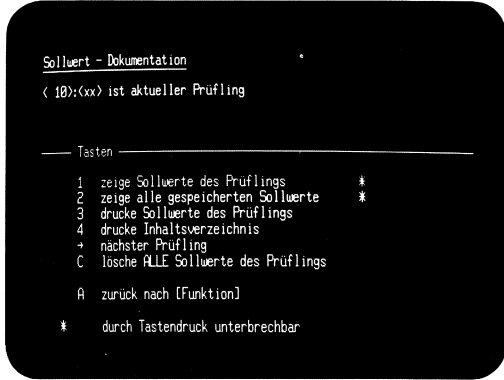 Sollwert - Dokumentation
< 10>:<xx> ist aktueller Prüfling
Tasten
1 zeige Sollwerte des Prüflings *
2 zeige alle gespeicherten Sollwerte *
3 drucke Sollwerte des Prüflings
4 drucke Inhaltsverzeichnis
→ nächster Prüfling
C lösche ALLE Sollwerte des Prüflings
A zurück nach [Funktion]
* durch Tastendruck unterbrechbar